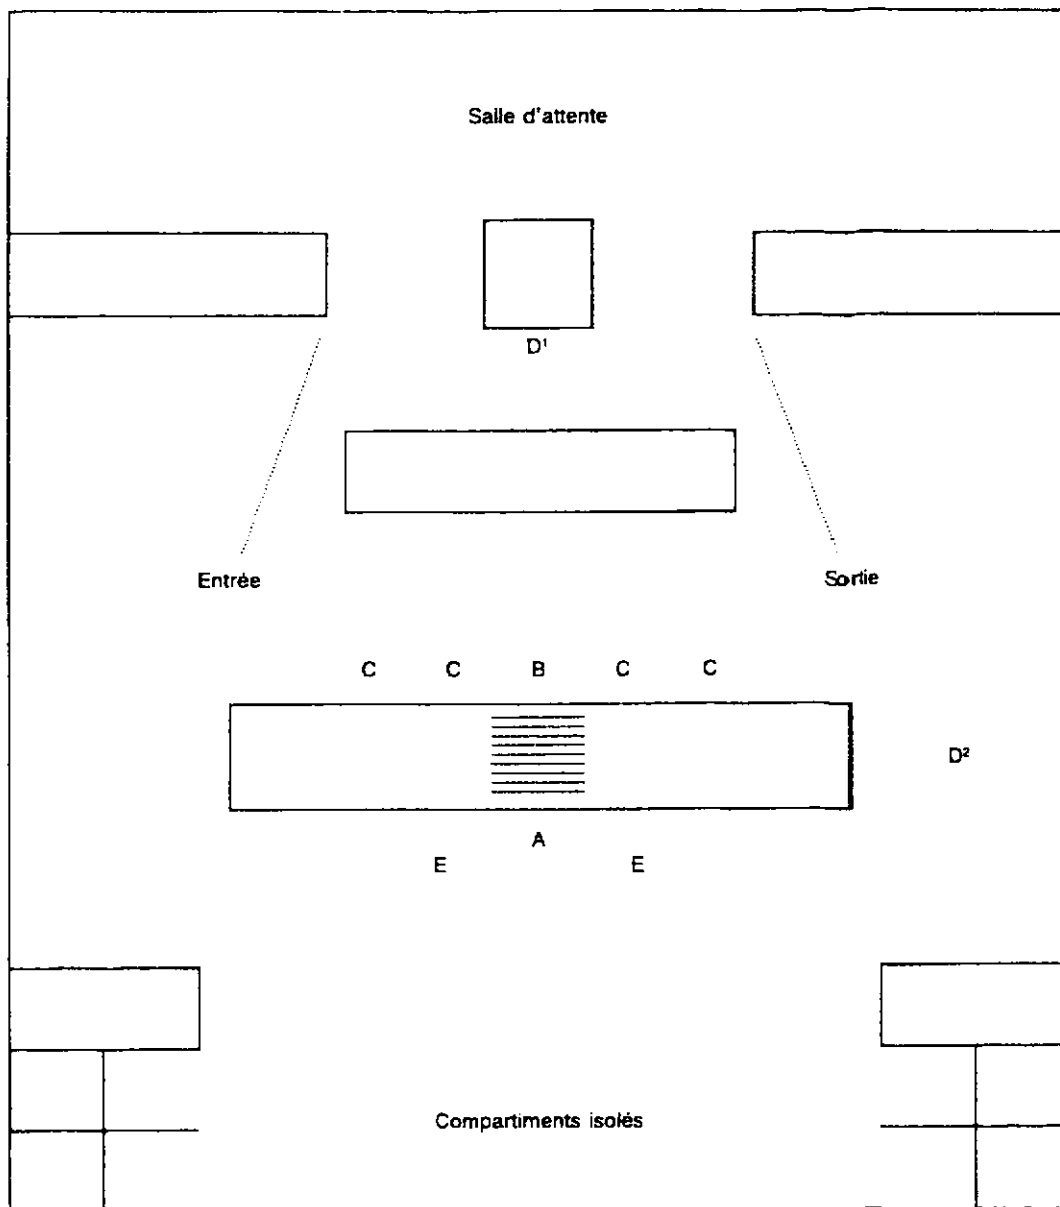 Salle d'attente
D¹
Entrée
Sortie
C C B C C
D²
A
E E
Compartiments isolés